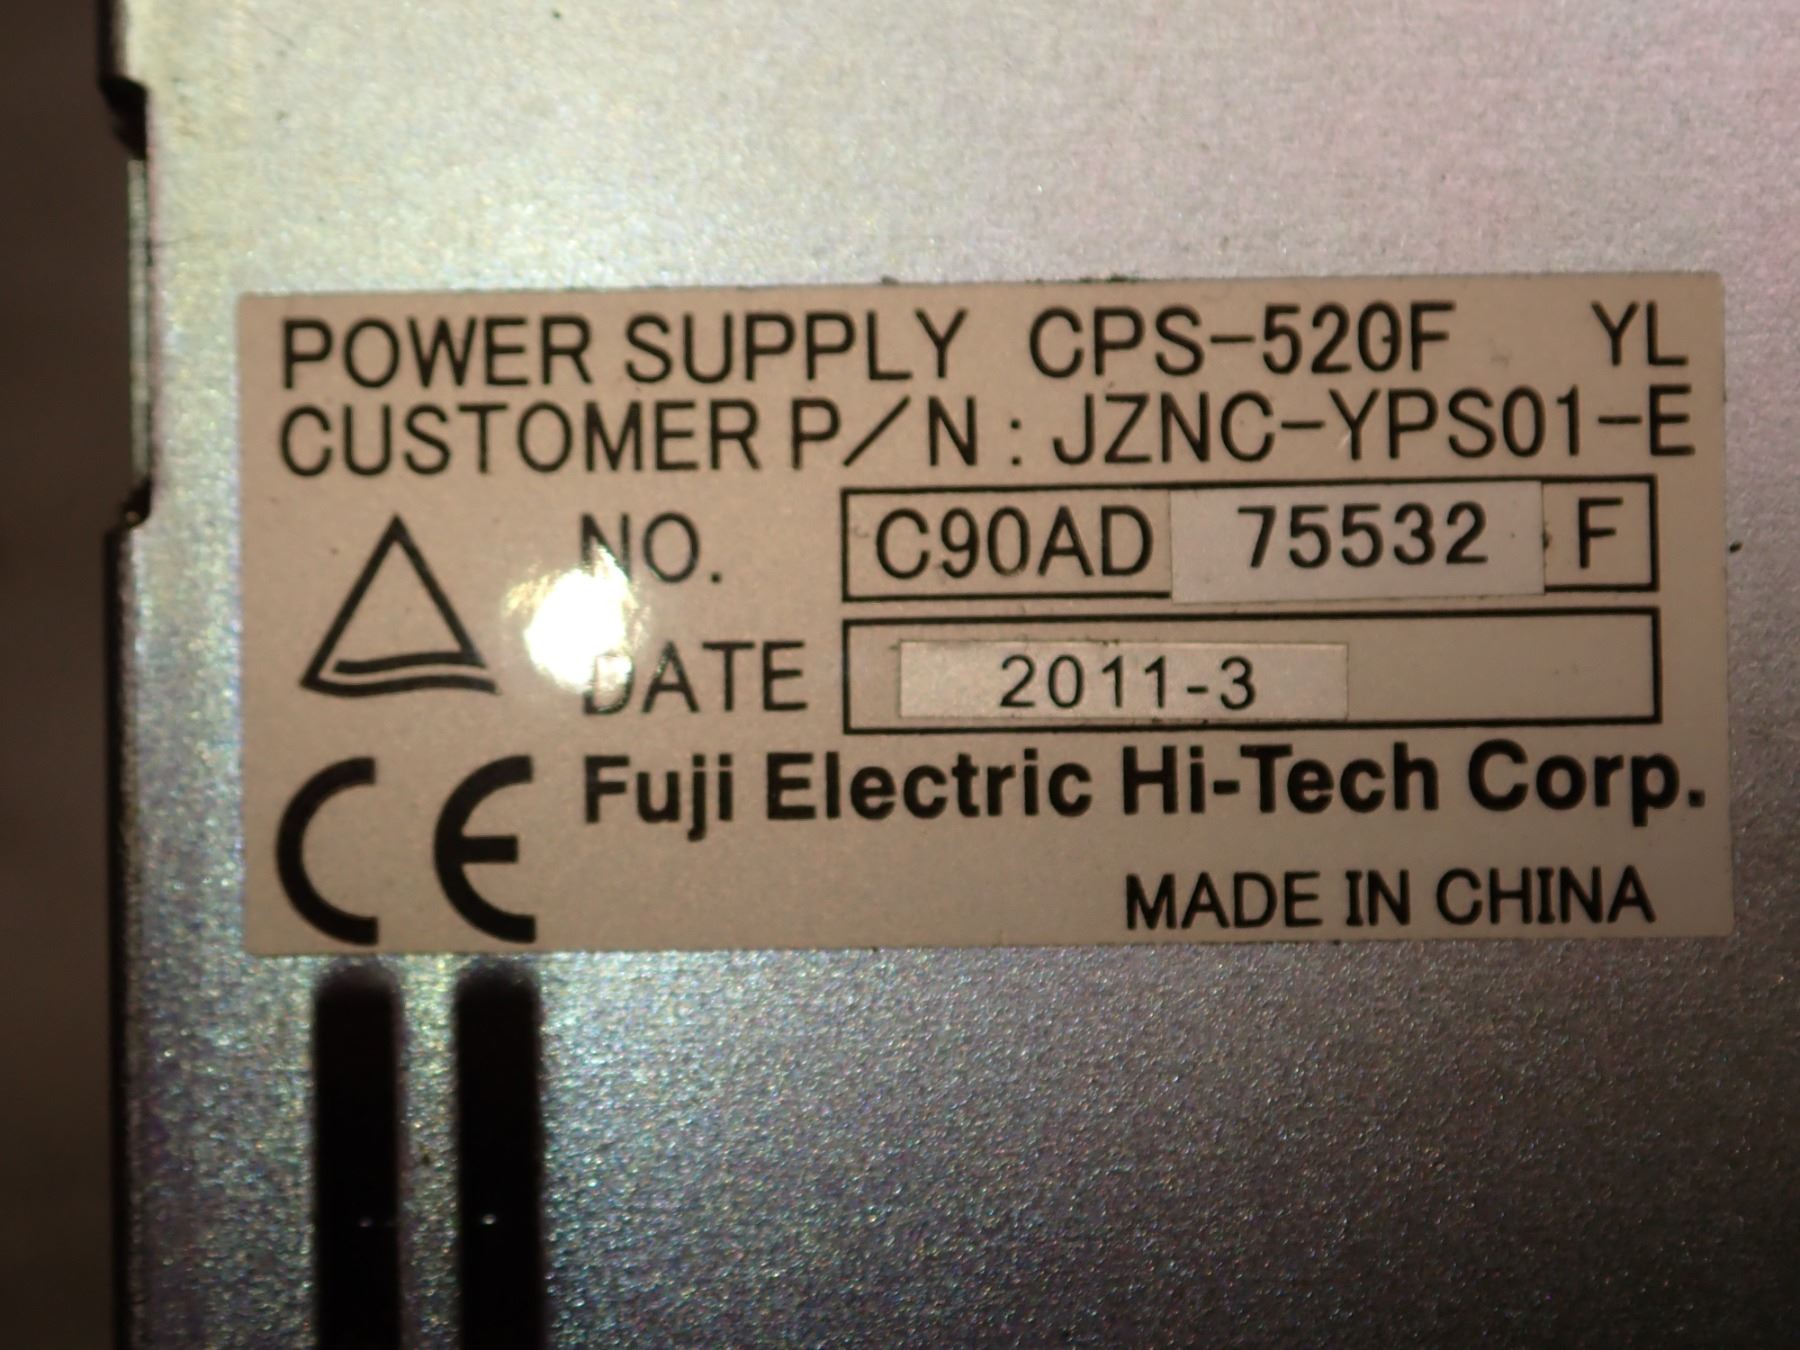 POWER SUPPLY CPS-520F YL
CUSTOMER P/N : JZNC-YPS01-E
NO. C90AD 75532 F
DATE 2011-3
CE Fuji Electric Hi-Tech Corp.
MADE IN CHINA